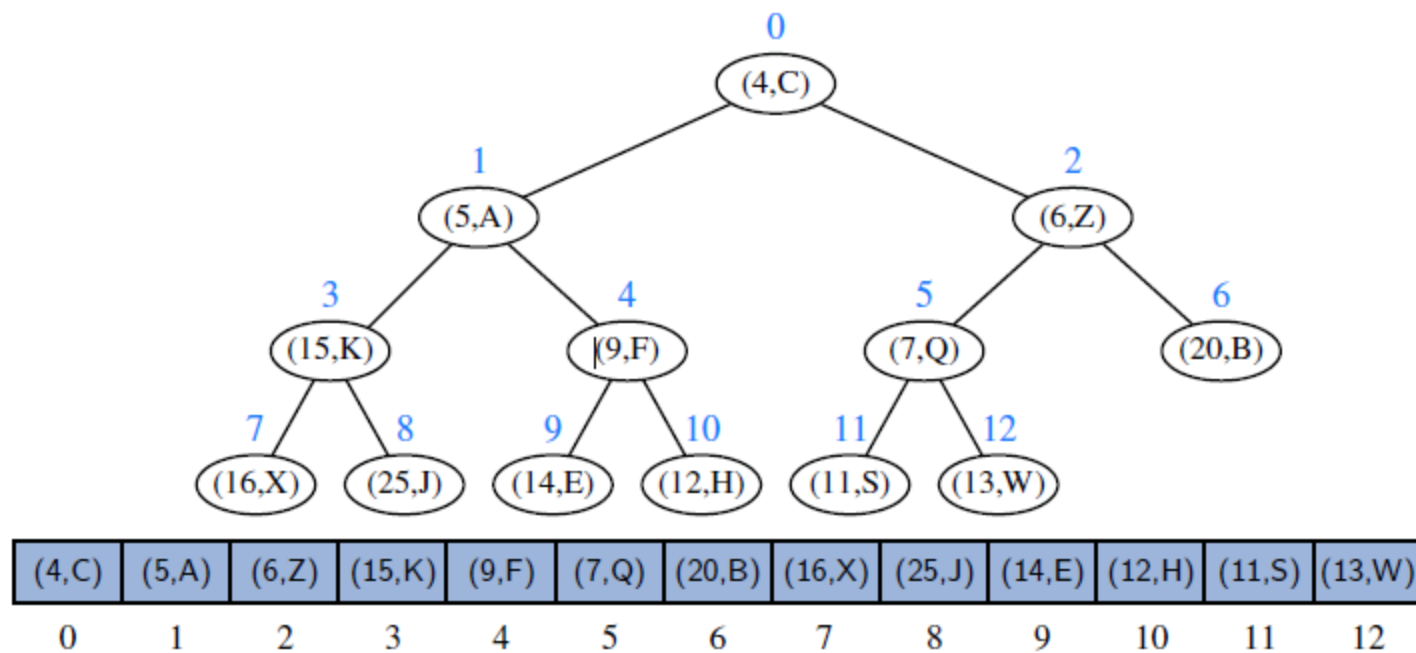 0
(4,C)
1 2
(5,A) (6,Z)
3 4 5 6
(15,K) (9,F) (7,Q) (20,B)
7 8 9 10 11 12
(16,X) (25,J) (14,E) (12,H) (11,S) (13,W)
(4,C) (5,A) (6,Z) (15,K) (9,F) (7,Q) (20,B) (16,X) (25,J) (14,E) (12,H) (11,S) (13,W)
0 1 2 3 4 5 6 7 8 9 10 11 12